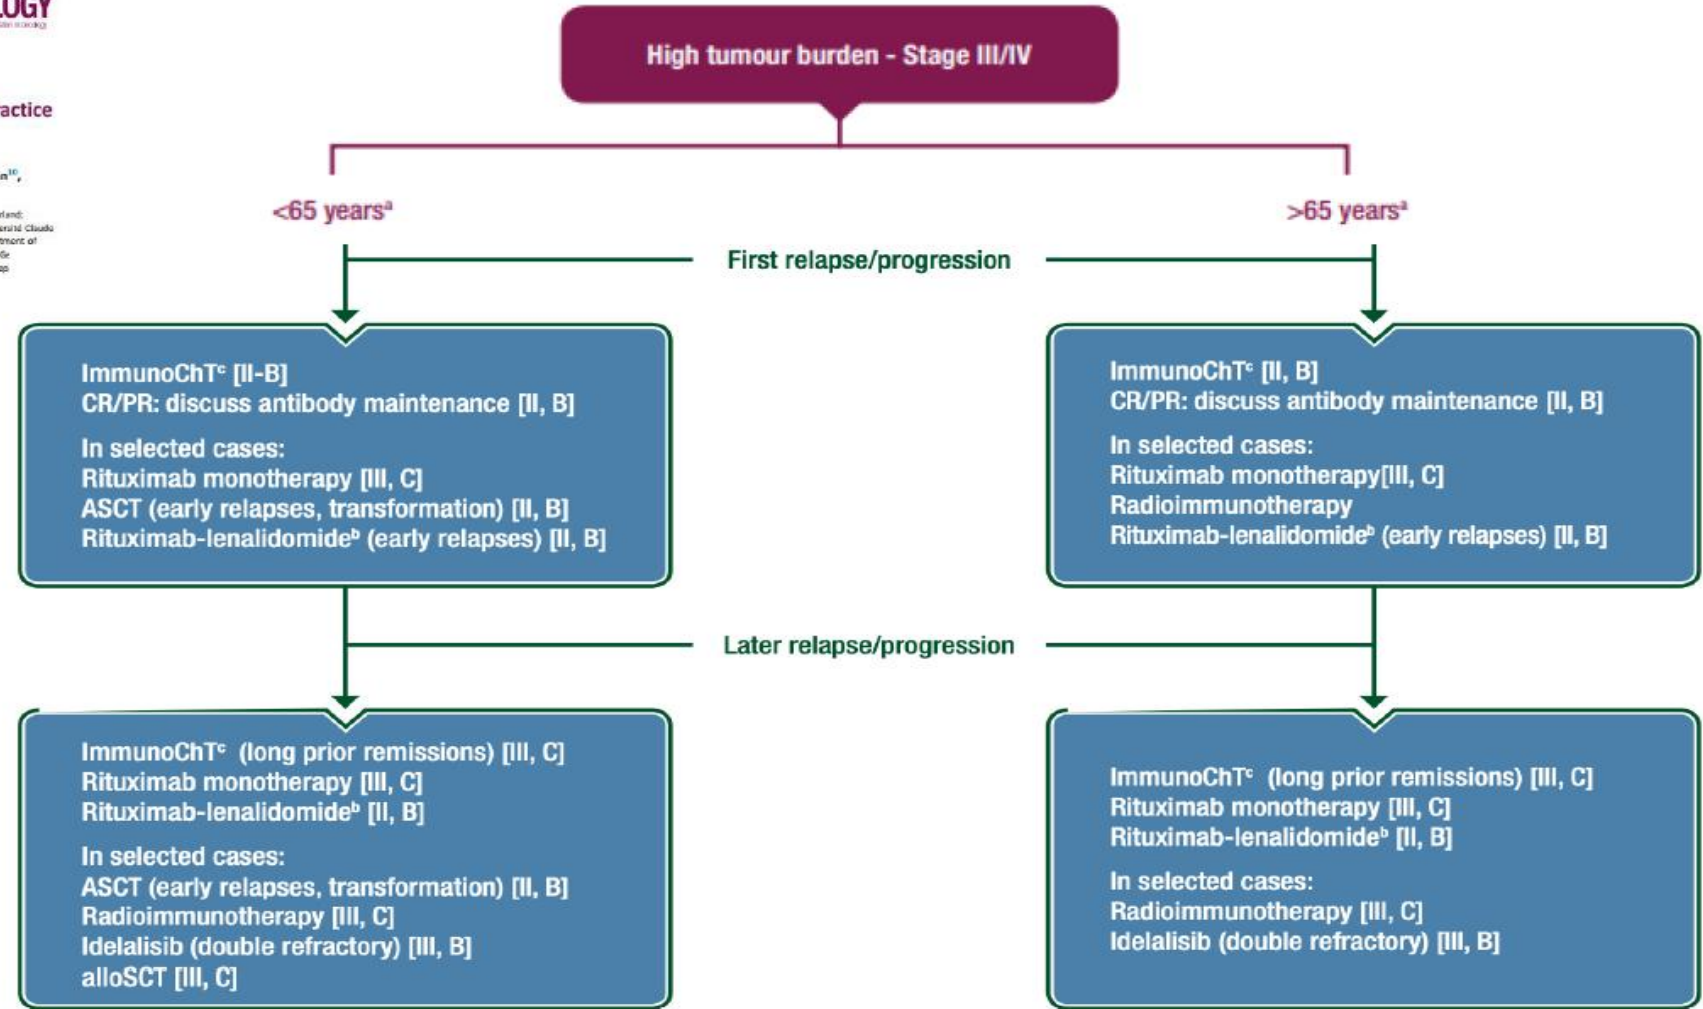 LOGY
High tumour burden - Stage III/IV
actice
<65 yearsᵃ
>65 yearsᵃ
First relapse/progression
ImmunoChTᶜ [II-B]
CR/PR: discuss antibody maintenance [II, B]
In selected cases:
Rituximab monotherapy [III, C]
ASCT (early relapses, transformation) [II, B]
Rituximab-lenalidomideᵇ (early relapses) [II, B]
ImmunoChTᶜ [II, B]
CR/PR: discuss antibody maintenance [II, B]
In selected cases:
Rituximab monotherapy[III, C]
Radioimmunotherapy
Rituximab-lenalidomideᵇ (early relapses) [II, B]
Later relapse/progression
ImmunoChTᶜ (long prior remissions) [III, C]
Rituximab monotherapy [III, C]
Rituximab-lenalidomideᵇ [II, B]
In selected cases:
ASCT (early relapses, transformation) [II, B]
Radioimmunotherapy [III, C]
Idelalisib (double refractory) [III, B]
alloSCT [III, C]
ImmunoChTᶜ (long prior remissions) [III, C]
Rituximab monotherapy [III, C]
Rituximab-lenalidomideᵇ [II, B]
In selected cases:
Radioimmunotherapy [III, C]
Idelalisib (double refractory) [III, B]